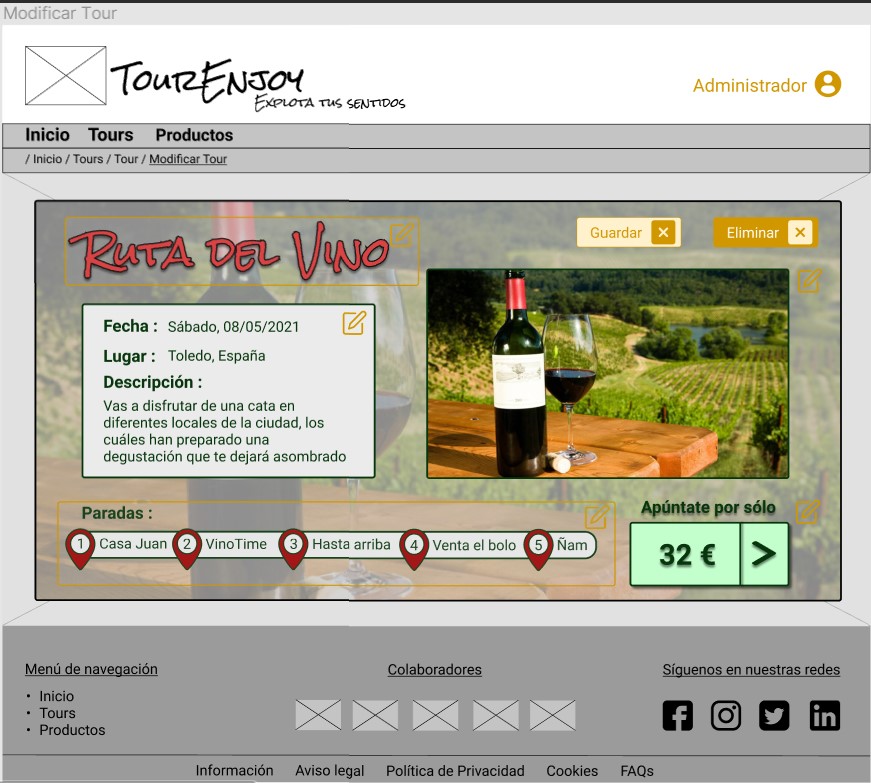 Modificar Tour
TourEnjoy
Explota tus sentidos
Administrador
Inicio Tours Productos
/ Inicio / Tours / Tour / Modificar Tour
Ruta del Vino
Guardar
Eliminar
Fecha : Sábado, 08/05/2021
Lugar : Toledo, España
Descripción :
Vas a disfrutar de una cata en
diferentes locales de la ciudad, los
cuáles han preparado una
degustación que te dejará asombrado
Paradas :
1 Casa Juan 2 VinoTime 3 Hasta arriba 4 Venta el bolo 5 Ñam
Apúntate por sólo
32 € >
Menú de navegación
• Inicio
• Tours
• Productos
Colaboradores
Síguenos en nuestras redes
Información Aviso legal Política de Privacidad Cookies FAQs